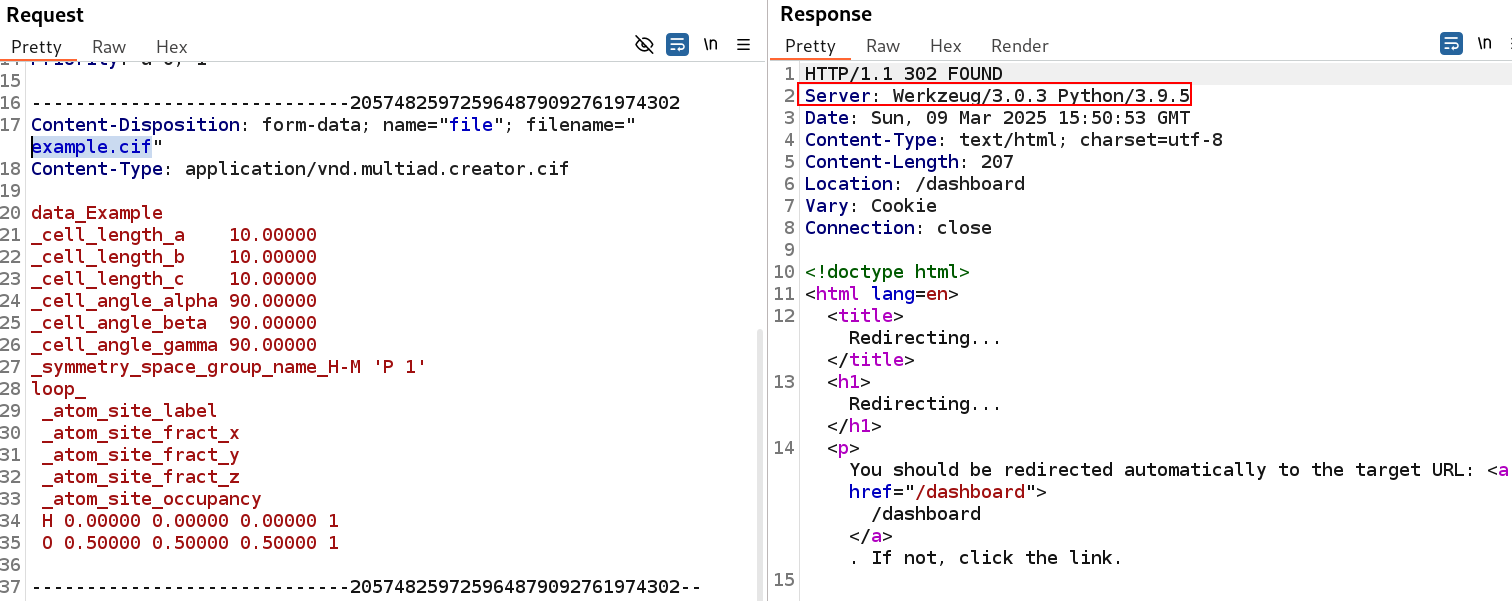 Request
Pretty Raw Hex \n
15
16 -----------------------------205748259725964879092761974302
17 Content-Disposition: form-data; name="file"; filename="
example.cif"
18 Content-Type: application/vnd.multiad.creator.cif
19
20 data_Example
21 _cell_length_a    10.00000
22 _cell_length_b    10.00000
23 _cell_length_c    10.00000
24 _cell_angle_alpha 90.00000
25 _cell_angle_beta  90.00000
26 _cell_angle_gamma 90.00000
27 _symmetry_space_group_name_H-M 'P 1'
28 loop_
29  _atom_site_label
30  _atom_site_fract_x
31  _atom_site_fract_y
32  _atom_site_fract_z
33  _atom_site_occupancy
34  H 0.00000 0.00000 0.00000 1
35  O 0.50000 0.50000 0.50000 1
36
37 -----------------------------205748259725964879092761974302--
Response
Pretty Raw Hex Render \n
1 HTTP/1.1 302 FOUND
2 Server: Werkzeug/3.0.3 Python/3.9.5
3 Date: Sun, 09 Mar 2025 15:50:53 GMT
4 Content-Type: text/html; charset=utf-8
5 Content-Length: 207
6 Location: /dashboard
7 Vary: Cookie
8 Connection: close
9
10 <!doctype html>
11 <html lang=en>
12   <title>
    Redirecting...
  </title>
13   <h1>
    Redirecting...
  </h1>
14   <p>
    You should be redirected automatically to the target URL: <a
    href="/dashboard">
      /dashboard
    </a>
    . If not, click the link.
15